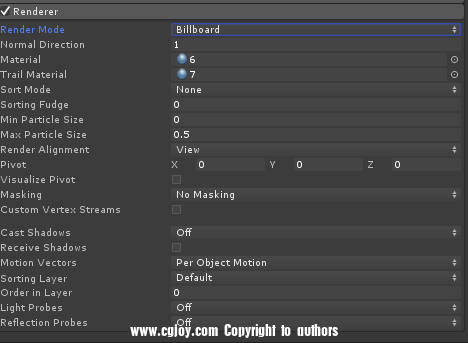 Renderer
Render Mode Billboard
Normal Direction 1
Material 6
Trail Material 7
Sort Mode None
Sorting Fudge 0
Min Particle Size 0
Max Particle Size 0.5
Render Alignment View
Pivot X 0 Y 0 Z 0
Visualize Pivot
Masking No Masking
Custom Vertex Streams
Cast Shadows Off
Receive Shadows
Motion Vectors Per Object Motion
Sorting Layer Default
Order in Layer 0
Light Probes Off
Reflection Probes Off
www.cgjoy.com Copyright to authors